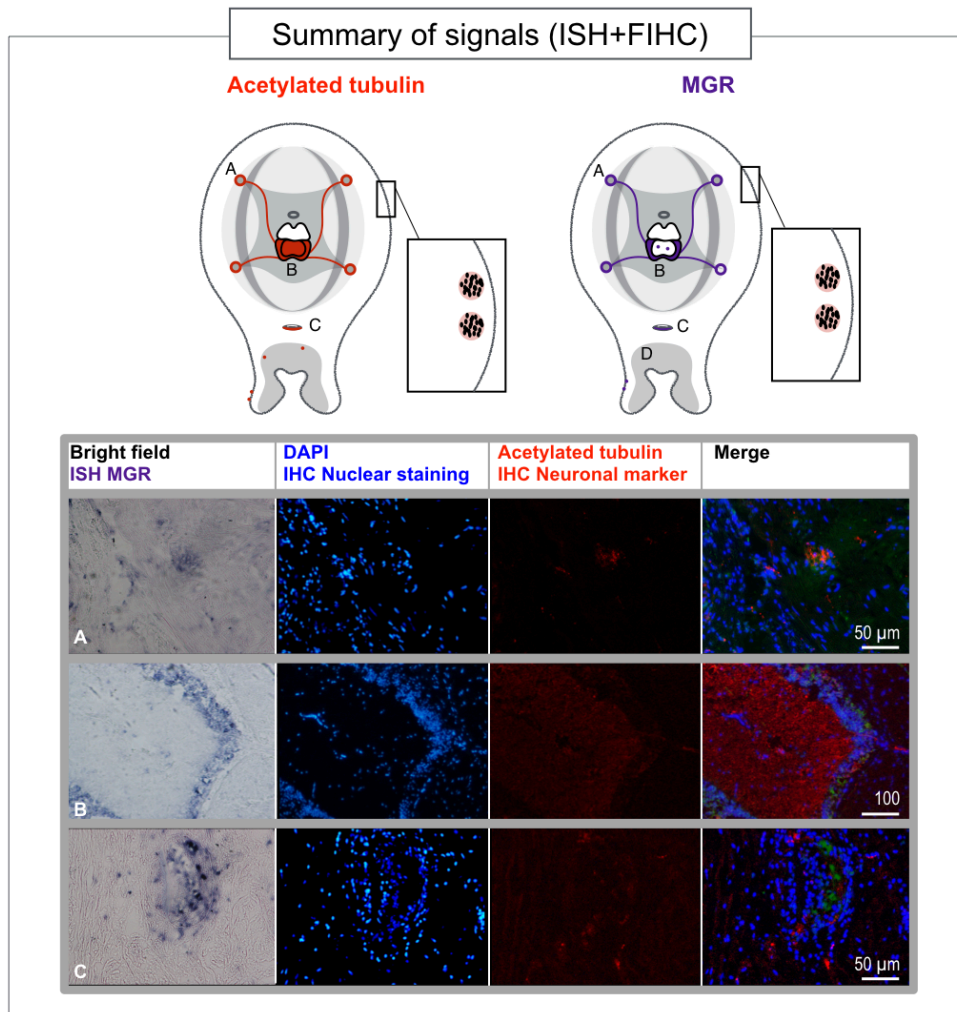 Summary of signals (ISH+FIHC)
Acetylated tubulin
MGR
A
B
C
A
B
C
D
Bright field
ISH MGR
DAPI
IHC Nuclear staining
Acetylated tubulin
IHC Neuronal marker
Merge
A
50 µm
B
100
C
50 µm